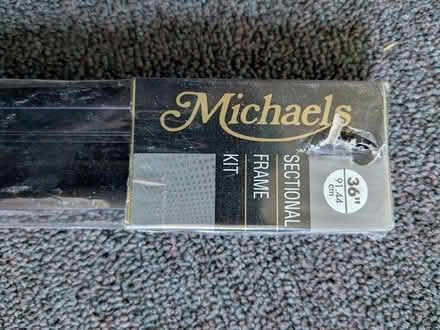 Michaels
SECTIONAL
FRAME
KIT
36"
91.44
cm